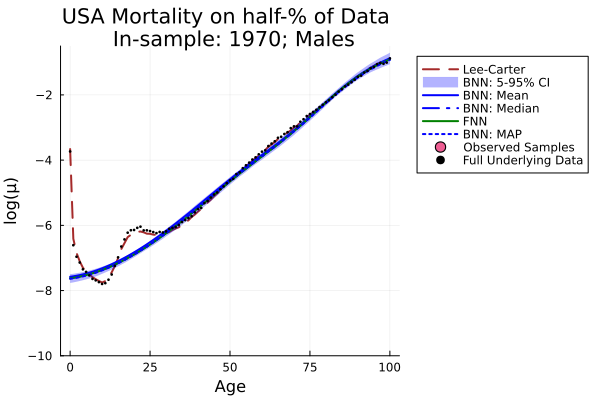 USA Mortality on half-% of Data
In-sample: 1970; Males
Lee-Carter
BNN: 5-95% CI
BNN: Mean
BNN: Median
FNN
BNN: MAP
Observed Samples
Full Underlying Data
log(μ)
−2
−4
−6
−8
−10
0 25 50 75 100
Age